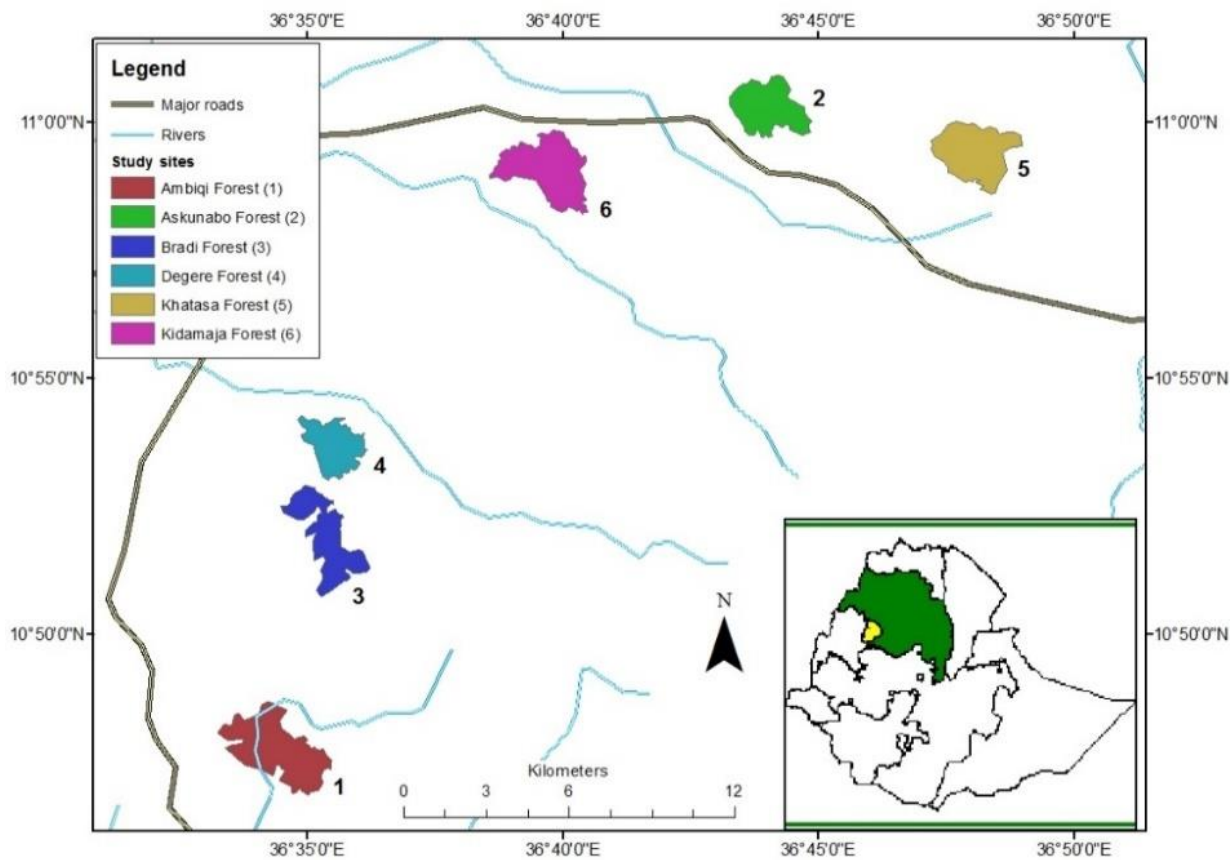 36°35'0"E 36°40'0"E 36°45'0"E 36°50'0"E
Legend
Major roads
Rivers
Study sites
Ambiqi Forest (1)
Askunabo Forest (2)
Bradi Forest (3)
Degere Forest (4)
Khatasa Forest (5)
Kidamaja Forest (6)
2
5
6
11°0'0"N 11°0'0"N
10°55'0"N 10°55'0"N
4
3
N
10°50'0"N 10°50'0"N
1
Kilometers
0 3 6 12
36°35'0"E 36°40'0"E 36°45'0"E 36°50'0"E